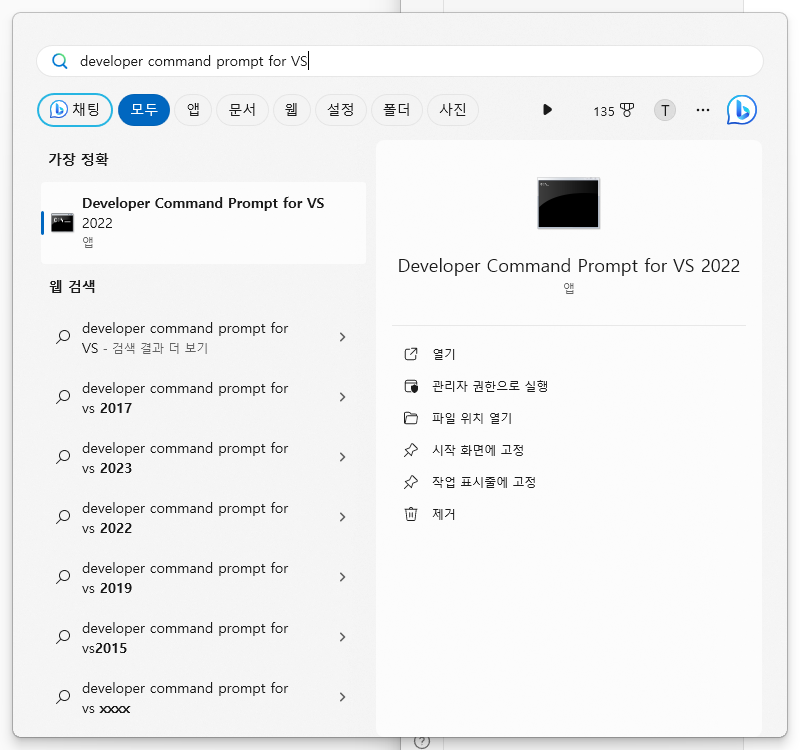 developer command prompt for VS
채팅
모두
앱
문서
웹
설정
폴더
사진
135
T
가장 정확
Developer Command Prompt for VS
2022
앱
웹 검색
developer command prompt for
VS - 검색 결과 더 보기
developer command prompt for
vs 2017
developer command prompt for
vs 2023
developer command prompt for
vs 2022
developer command prompt for
vs 2019
developer command prompt for
vs2015
developer command prompt for
vs xxxx
Developer Command Prompt for VS 2022
앱
열기
관리자 권한으로 실행
파일 위치 열기
시작 화면에 고정
작업 표시줄에 고정
제거